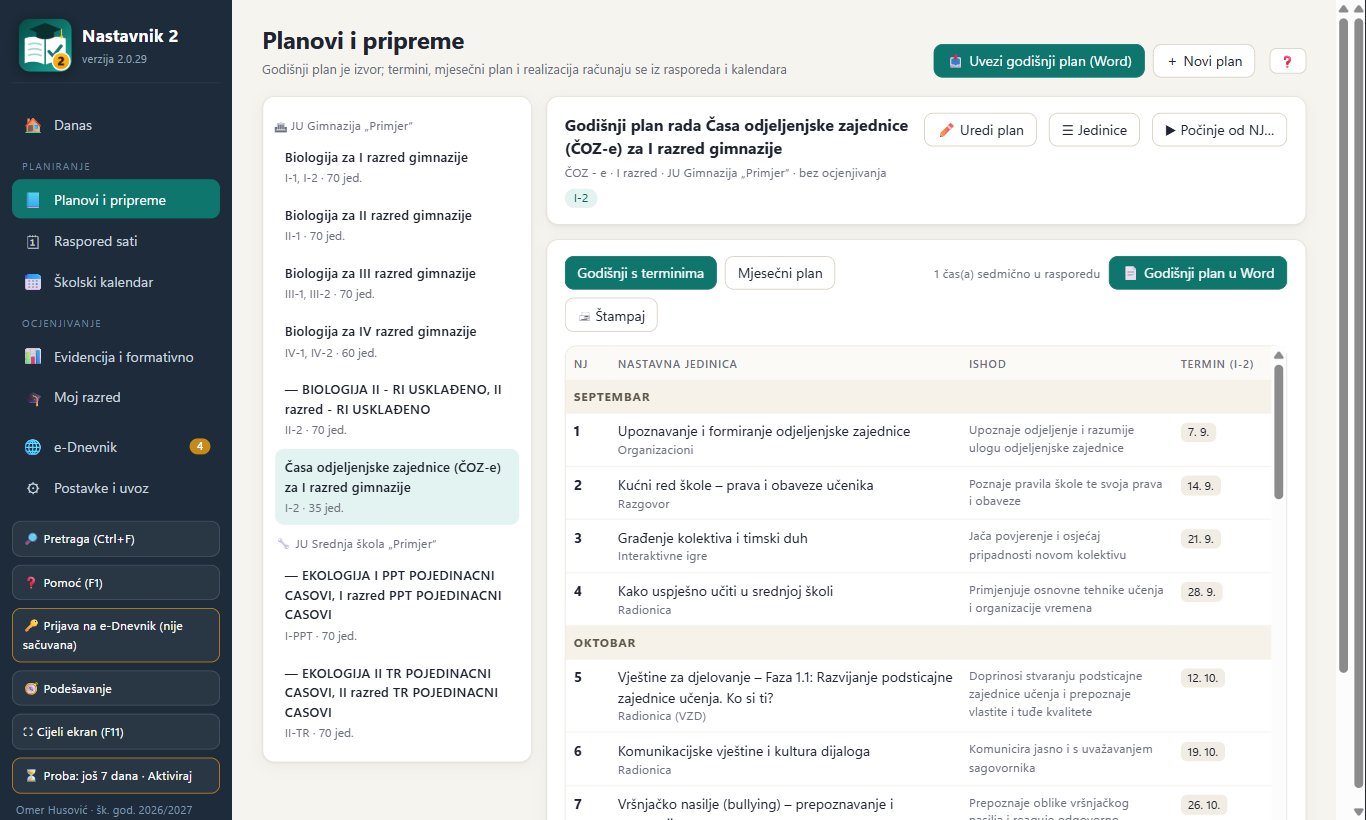 Nastavnik 2
verzija 2.0.29
Danas
PLANIRANJE
Planovi i pripreme
Raspored sati
Školski kalendar
OCJENJIVANJE
Evidencija i formativno
Moj razred
e-Dnevnik
4
Postavke i uvoz
Pretraga (Ctrl+F)
Pomoć (F1)
Prijava na e-Dnevnik (nije
sačuvana)
Podešavanje
Cijeli ekran (F11)
Proba: još 7 dana · Aktiviraj
Omer Husović · šk. god. 2026/2027
Planovi i pripreme
Godišnji plan je izvor; termini, mjesečni plan i realizacija računaju se iz rasporeda i kalendara
Uvezi godišnji plan (Word)
+ Novi plan
?
JU Gimnazija „Primjer“
Biologija za I razred gimnazije
I-1, I-2 · 70 jed.
Biologija za II razred gimnazije
II-1 · 70 jed.
Biologija za III razred gimnazije
III-1, III-2 · 70 jed.
Biologija za IV razred gimnazije
IV-1, IV-2 · 60 jed.
— BIOLOGIJA II - RI USKLAĐENO, II
razred - RI USKLAĐENO
II-2 · 70 jed.
Časa odjeljenjske zajednice (ČOZ-e)
za I razred gimnazije
I-2 · 35 jed.
JU Srednja škola „Primjer“
— EKOLOGIJA I PPT POJEDINACNI
CASOVI, I razred PPT POJEDINACNI
CASOVI
I-PPT · 70 jed.
— EKOLOGIJA II TR POJEDINACNI
CASOVI, II razred TR POJEDINACNI
CASOVI
II-TR · 70 jed.
Godišnji plan rada Časa odjeljenjske zajednice
(ČOZ-e) za I razred gimnazije
ČOZ - e · I razred · JU Gimnazija „Primjer“ · bez ocjenjivanja
I-2
Uredi plan
☰ Jedinice
▶ Počinje od NJ...
Godišnji s terminima
Mjesečni plan
1 čas(a) sedmično u rasporedu
Godišnji plan u Word
Štampaj
NJ NASTAVNA JEDINICA ISHOD TERMIN (I-2)
SEPTEMBAR
1 Upoznavanje i formiranje odjeljenjske zajednice
Organizacioni
Upoznaje odjeljenje i razumije
ulogu odjeljenjske zajednice
7. 9.
2 Kućni red škole – prava i obaveze učenika
Razgovor
Poznaje pravila škole te svoja prava
i obaveze
14. 9.
3 Građenje kolektiva i timski duh
Interaktivne igre
Jača povjerenje i osjećaj
pripadnosti novom kolektivu
21. 9.
4 Kako uspješno učiti u srednjoj školi
Radionica
Primjenjuje osnovne tehnike učenja
i organizacije vremena
28. 9.
OKTOBAR
5 Vještine za djelovanje – Faza 1.1: Razvijanje podsticajne
zajednice učenja. Ko si ti?
Radionica (VZD)
Doprinosi stvaranju podsticajne
zajednice učenja i prepoznaje
vlastite i tuđe kvalitete
12. 10.
6 Komunikacijske vještine i kultura dijaloga
Radionica
Komunicira jasno i s uvažavanjem
sagovornika
19. 10.
7 Vršnjačko nasilje (bullying) – prepoznavanje i
Prepoznaje oblike vršnjačkog
nasilja i reaguje odgovorno
26. 10.